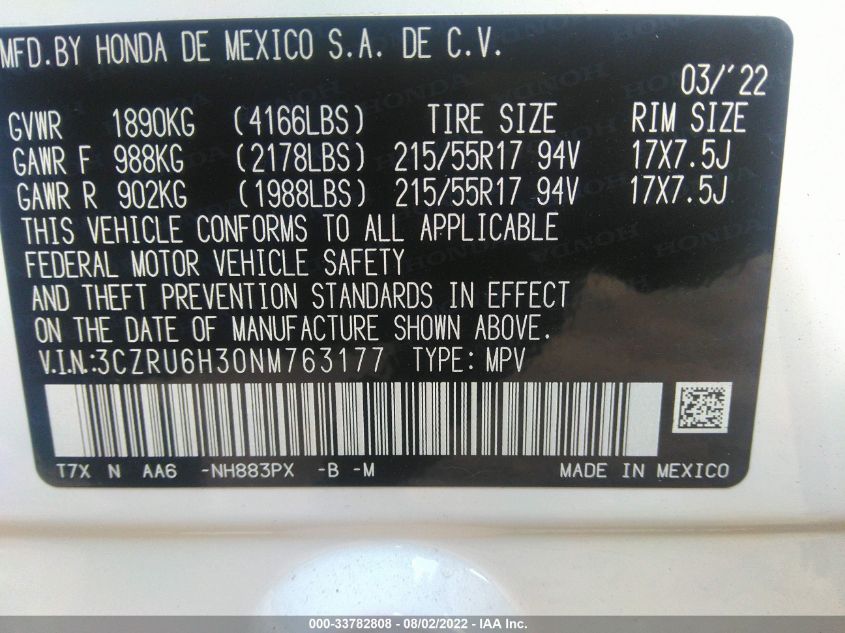 MFD.BY HONDA DE MEXICO S.A. DE C.V.
03/'22
GVWR 1890KG (4166LBS) TIRE SIZE RIM SIZE
GAWR F 988KG (2178LBS) 215/55R17 94V 17X7.5J
GAWR R 902KG (1988LBS) 215/55R17 94V 17X7.5J
THIS VEHICLE CONFORMS TO ALL APPLICABLE
FEDERAL MOTOR VEHICLE SAFETY
AND THEFT PREVENTION STANDARDS IN EFFECT
ON THE DATE OF MANUFACTURE SHOWN ABOVE.
V.I.N.:3CZRU6H30NM763177 TYPE: MPV
T7X N AA6 -NH883PX -B -M MADE IN MEXICO
000-33782808 - 08/02/2022 - IAA Inc.